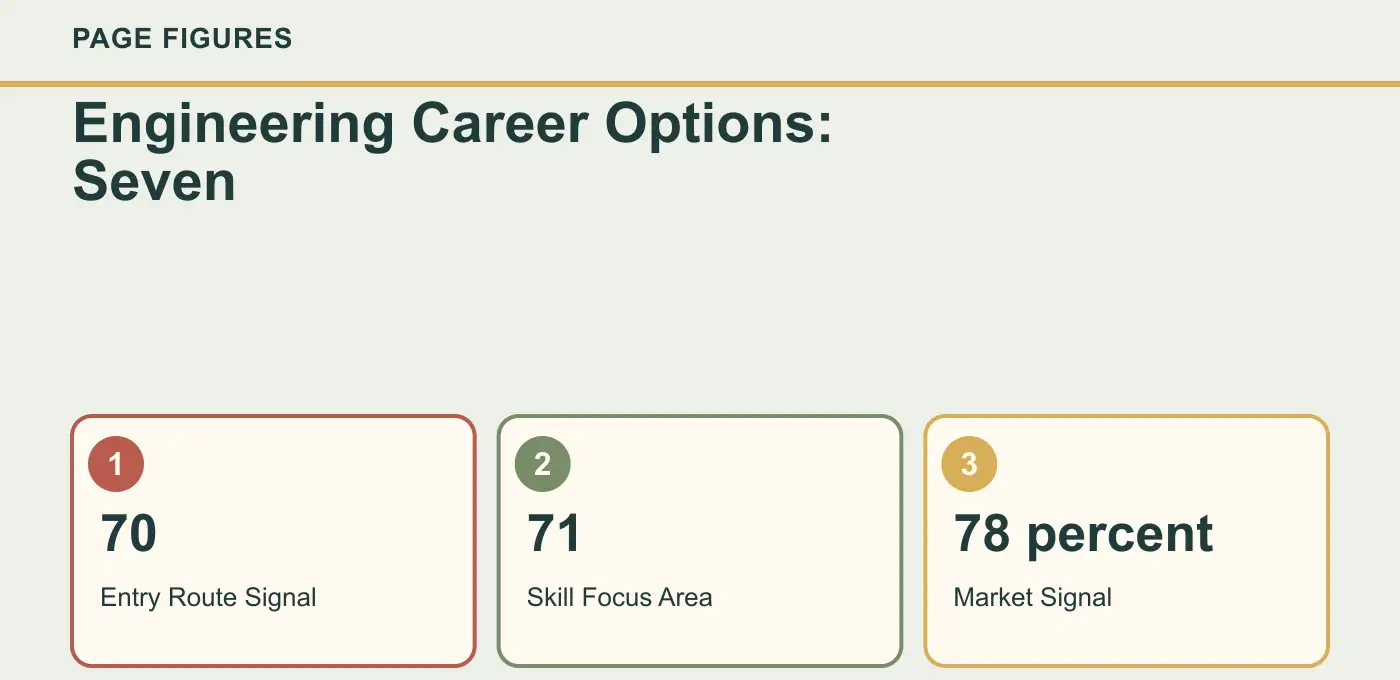 PAGE FIGURES
Engineering Career Options:
Seven
1
70
Entry Route Signal
2
71
Skill Focus Area
3
78 percent
Market Signal